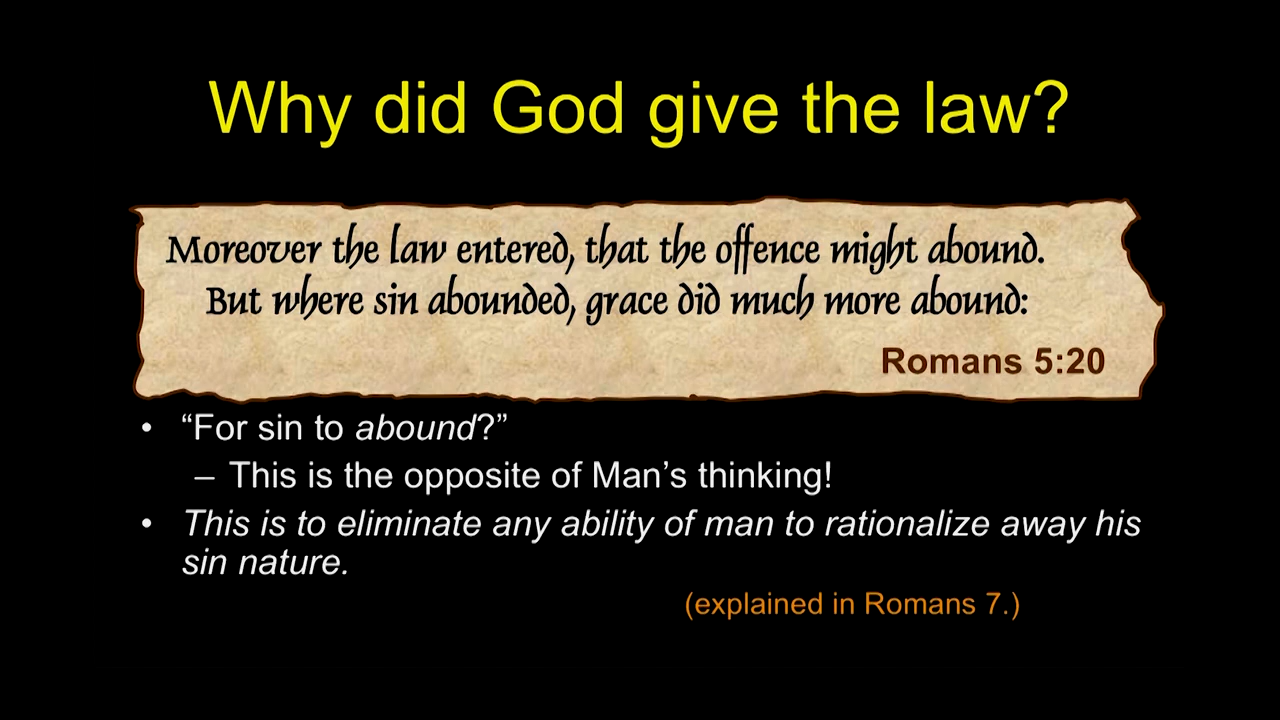 Why did God give the law?
Moreover the law entered, that the offence might abound.
But where sin abounded, grace did much more abound:
Romans 5:20
• “For sin to abound?”
– This is the opposite of Man’s thinking!
• This is to eliminate any ability of man to rationalize away his
sin nature.
(explained in Romans 7.)